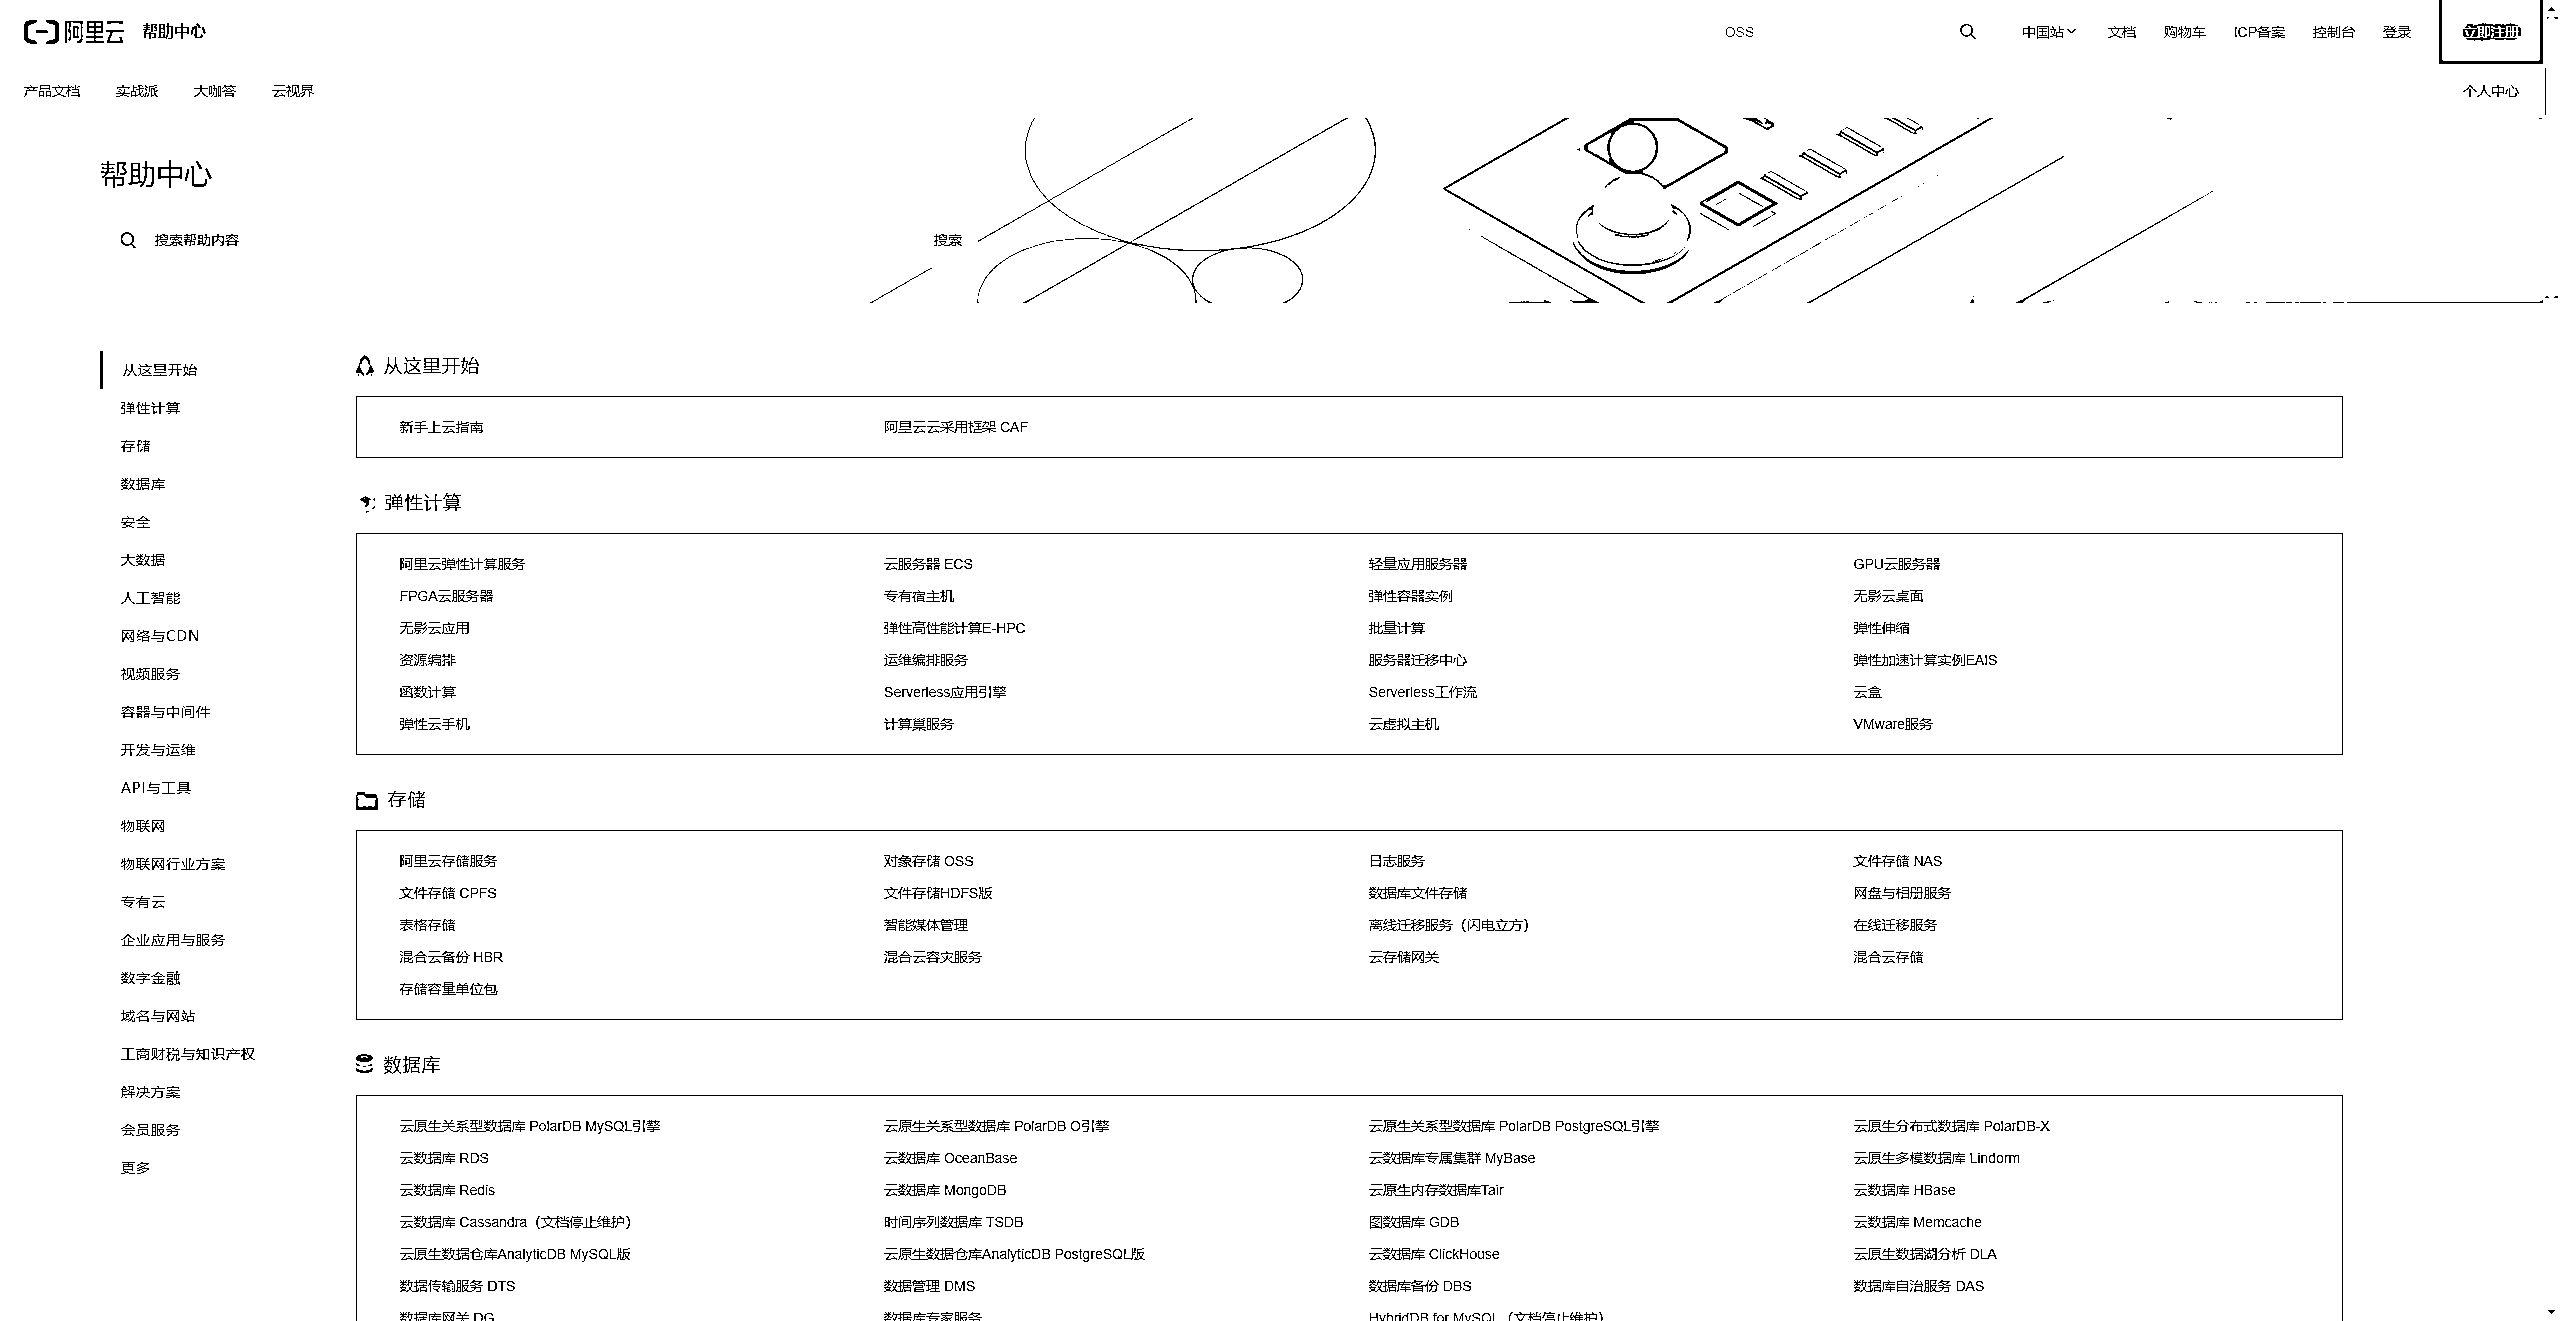 阿里云 帮助中心 OSS 中国站 文档 购物车 ICP备案 控制台 登录 立即注册
产品文档 实战派 大咖答 云视界 个人中心
帮助中心
搜索帮助内容 搜索
从这里开始
弹性计算
存储
数据库
安全
大数据
人工智能
网络与CDN
视频服务
容器与中间件
开发与运维
API与工具
物联网
物联网行业方案
专有云
企业应用与服务
数字金融
域名与网站
工商财税与知识产权
解决方案
会员服务
更多
从这里开始
新手上云指南 阿里云云采用框架 CAF
弹性计算
阿里云弹性计算服务 云服务器 ECS 轻量应用服务器 GPU云服务器
FPGA云服务器 专有宿主机 弹性容器实例 无影云桌面
无影云应用 弹性高性能计算E-HPC 批量计算 弹性伸缩
资源编排 运维编排服务 服务器迁移中心 弹性加速计算实例EAIS
函数计算 Serverless应用引擎 Serverless工作流 云盒
弹性云手机 计算巢服务 云虚拟主机 VMware服务
存储
阿里云存储服务 对象存储 OSS 日志服务 文件存储 NAS
文件存储 CPFS 文件存储HDFS版 数据库文件存储 网盘与相册服务
表格存储 智能媒体管理 离线迁移服务（闪电立方） 在线迁移服务
混合云备份 HBR 混合云容灾服务 云存储网关 混合云存储
存储容量单位包
数据库
云原生关系型数据库 PolarDB MySQL引擎 云原生关系型数据库 PolarDB O引擎 云原生关系型数据库 PolarDB PostgreSQL引擎 云原生分布式数据库 PolarDB-X
云数据库 RDS 云数据库 OceanBase 云数据库专属集群 MyBase 云原生多模数据库 Lindorm
云数据库 Redis 云数据库 MongoDB 云原生内存数据库Tair 云数据库 HBase
云数据库 Cassandra（文档停止维护） 时间序列数据库 TSDB 图数据库 GDB 云数据库 Memcache
云原生数据仓库AnalyticDB MySQL版 云原生数据仓库AnalyticDB PostgreSQL版 云数据库 ClickHouse 云原生数据湖分析 DLA
数据传输服务 DTS 数据管理 DMS 数据库备份 DBS 数据库自治服务 DAS
数据库网关 DG 数据库专家服务 HybridDB for MySQL（文档停止维护）